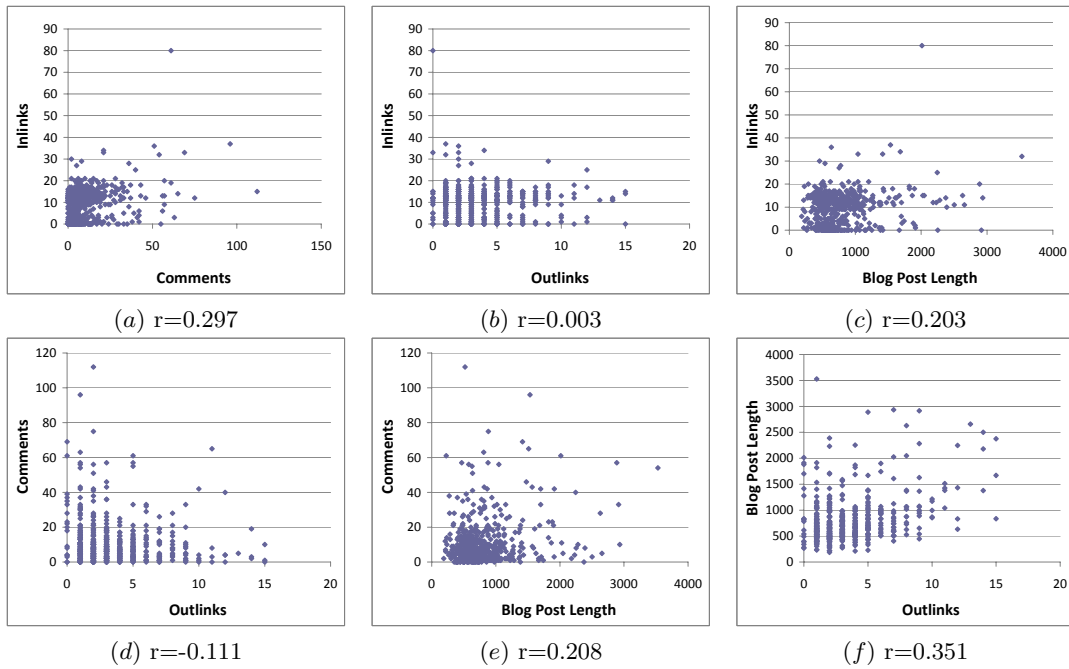 90
80
70
60
50
40
30
20
10
0
Inlinks
0 50 100 150
Comments
(a) r=0.297
90
80
70
60
50
40
30
20
10
0
Inlinks
0 5 10 15 20
Outlinks
(b) r=0.003
90
80
70
60
50
40
30
20
10
0
Inlinks
0 1000 2000 3000 4000
Blog Post Length
(c) r=0.203
120
100
80
60
40
20
0
Comments
0 5 10 15
Outlinks
(d) r=-0.111
120
100
80
60
40
20
0
Comments
0 1000 2000 3000 4000
Blog Post Length
(e) r=0.208
4000
3500
3000
2500
2000
1500
1000
500
0
Blog Post Length
0 5 10 15 20
Outlinks
(f) r=0.351